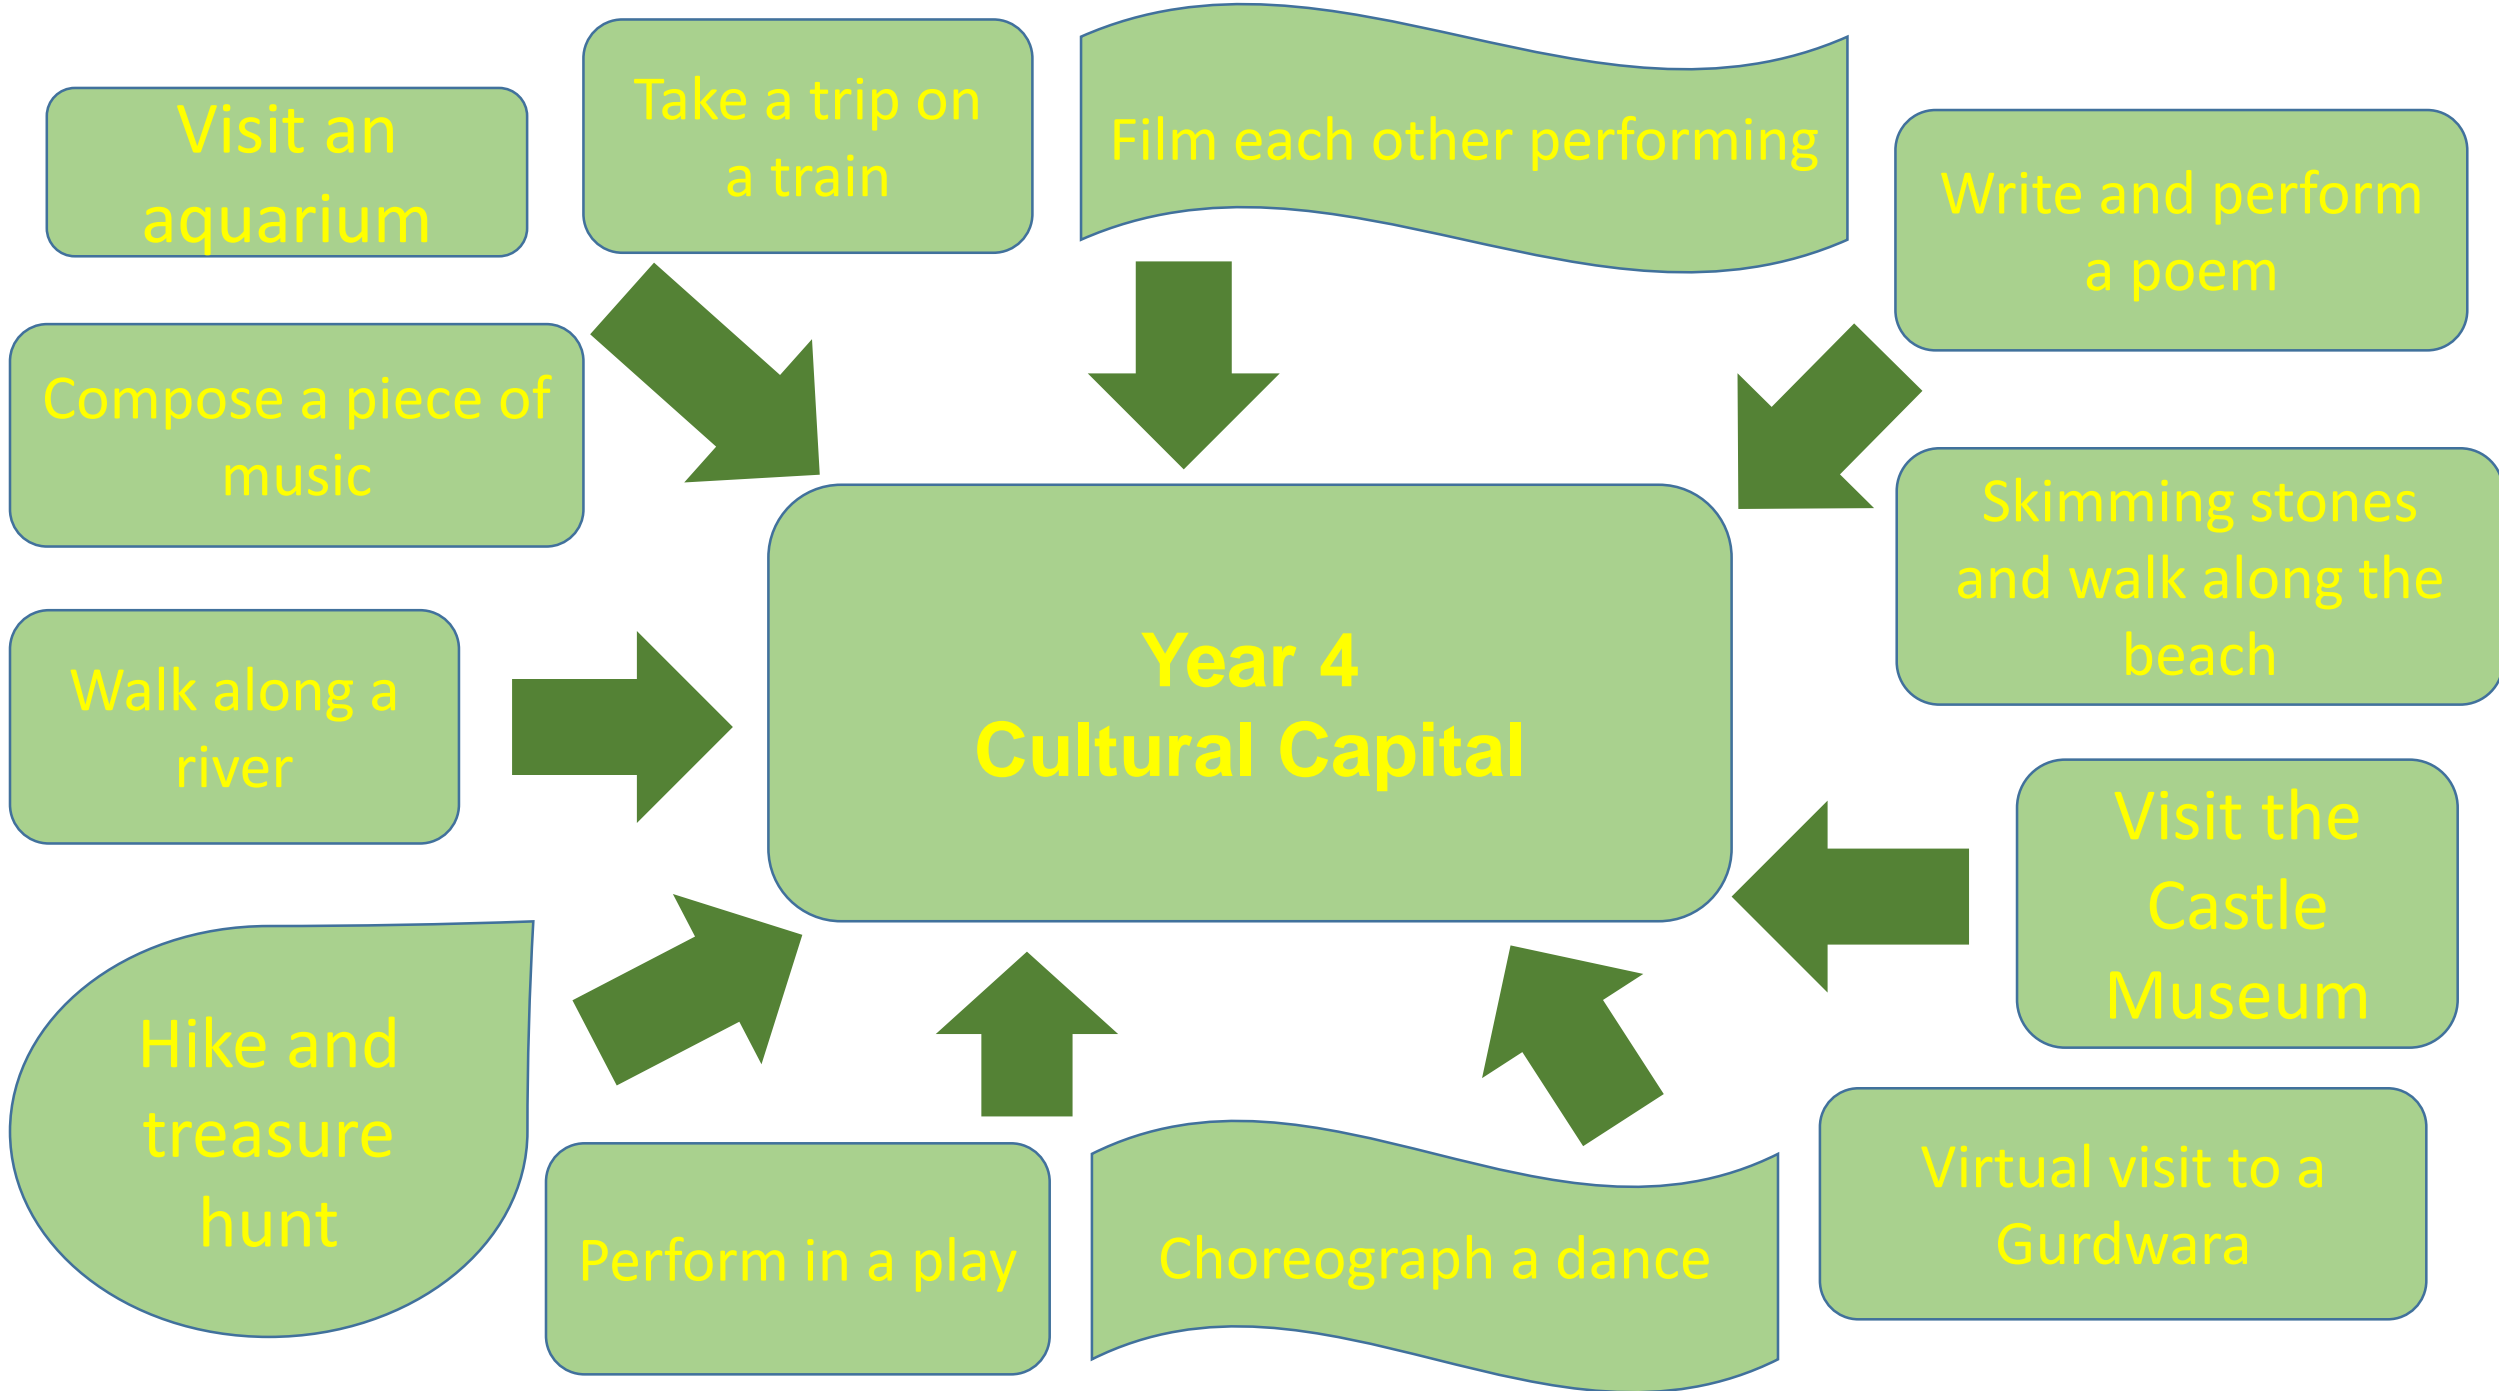 Visit an
aquarium
Take a trip on
a train
Film each other performing
Write and perform
a poem
Compose a piece of
music
Skimming stones
and walk along the
beach
Walk along a
river
Year 4
Cultural Capital
Visit the
Castle
Museum
Hike and
treasure
hunt
Perform in a play
Choreograph a dance
Virtual visit to a
Gurdwara